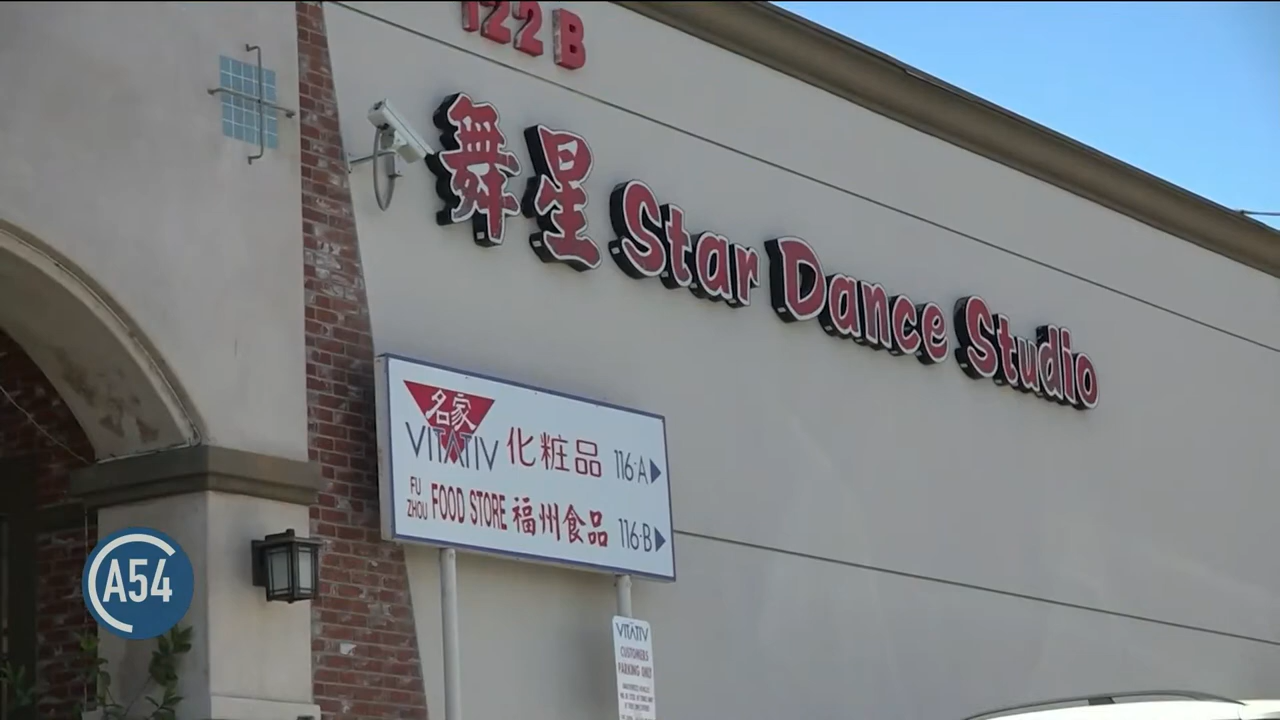 122 B
舞星 Star Dance Studio
名家
VITATIV 化粧品 116-A
FU ZHOU FOOD STORE 福州食品 116-B
VITATIV
CUSTOMERS
PARKING ONLY
A54